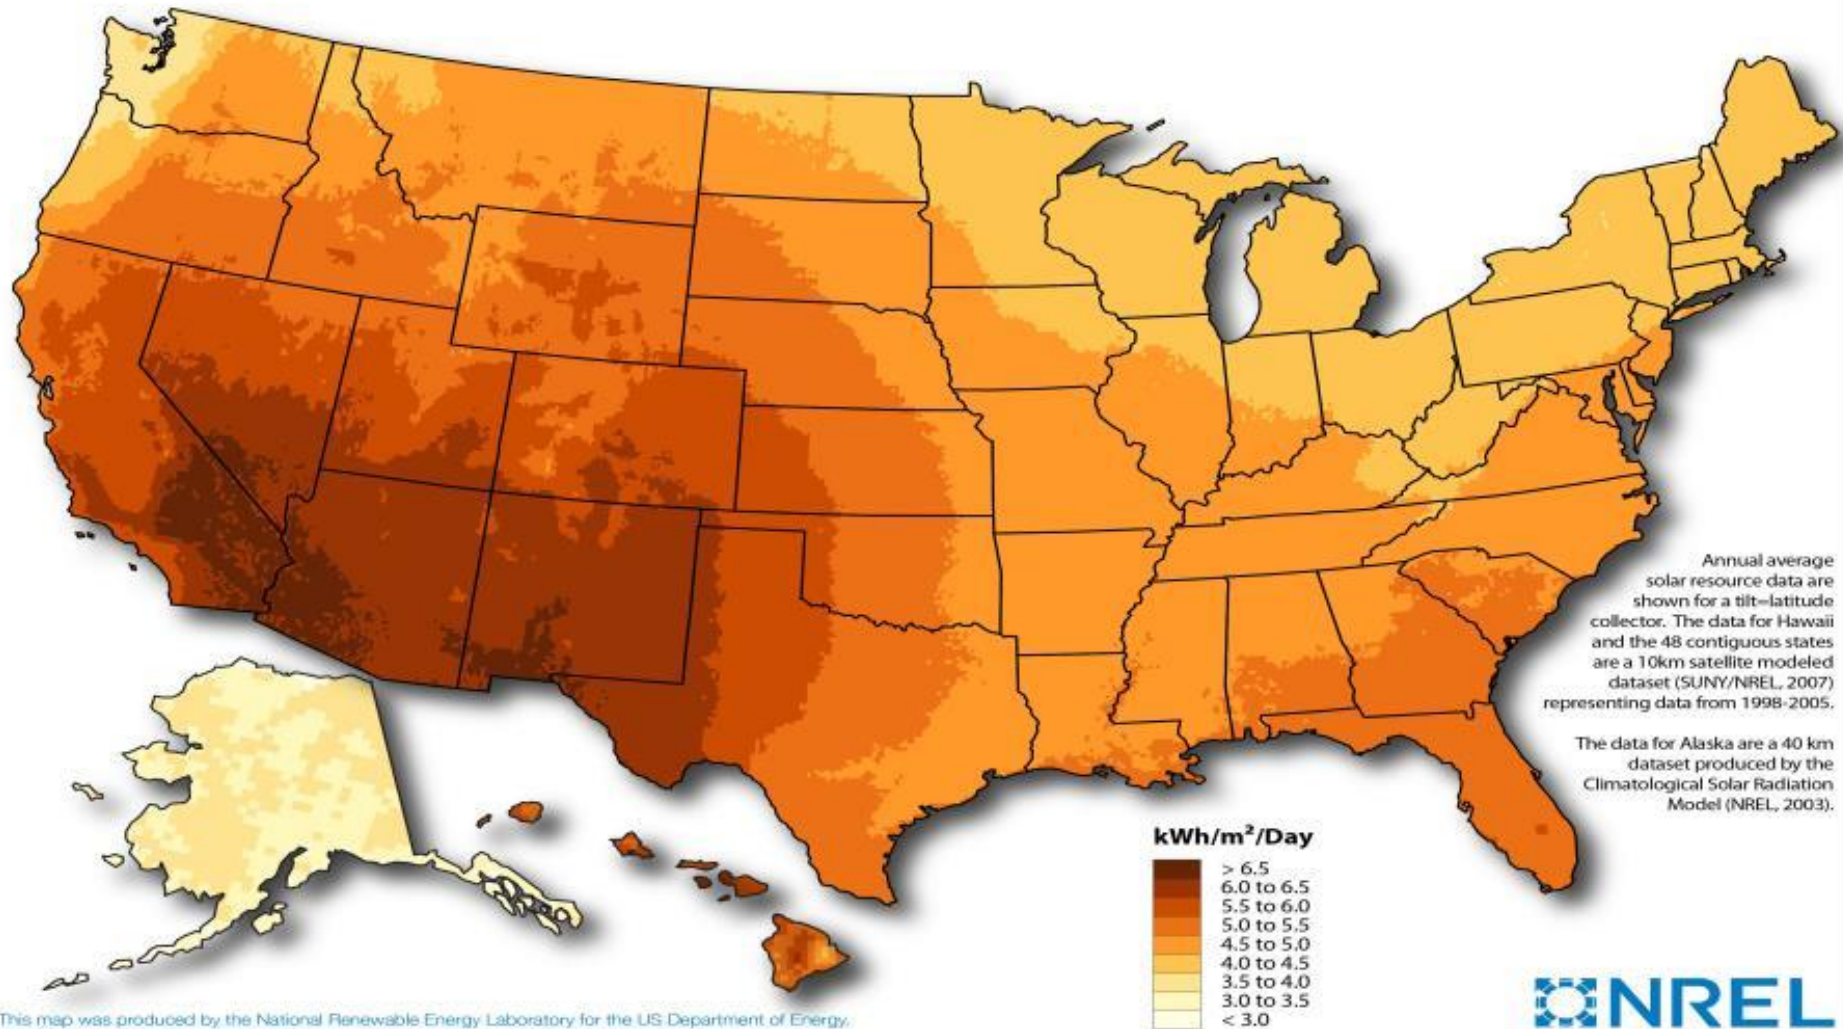 Annual average
solar resource data are
shown for a tilt=latitude
collector. The data for Hawaii
and the 48 contiguous states
are a 10km satellite modeled
dataset (SUNY/NREL, 2007)
representing data from 1998-2005.
The data for Alaska are a 40 km
dataset produced by the
Climatological Solar Radiation
Model (NREL, 2003).
kWh/m²/Day
> 6.5
6.0 to 6.5
5.5 to 6.0
5.0 to 5.5
4.5 to 5.0
4.0 to 4.5
3.5 to 4.0
3.0 to 3.5
< 3.0
NREL
This map was produced by the National Renewable Energy Laboratory for the US Department of Energy.